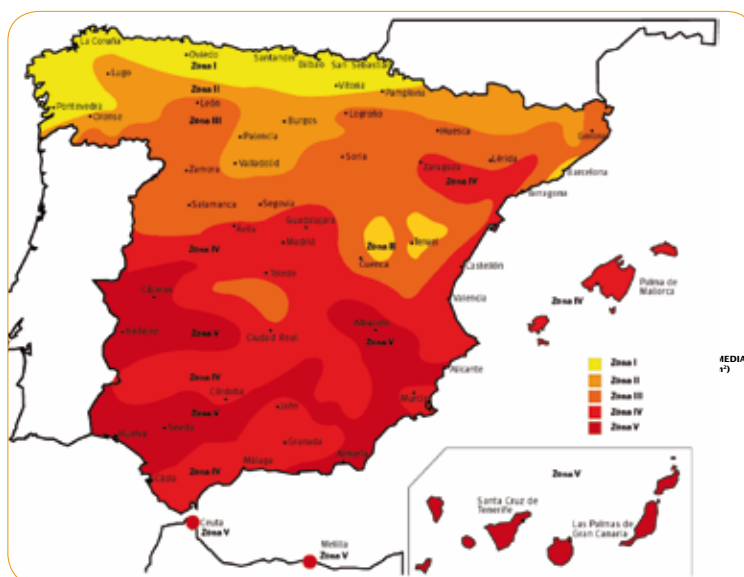 La Coruña
Oviedo
Santander
Bilbao
San Sebastián
Zona I
Lugo
Vitoria
Pamplona
Zona II
Pontevedra
León
Orense
Zona III
Burgos
Logroño
Palencia
Huesca
Gerona
Zamora
Valladolid
Soria
Zaragoza
Lérida
Zona IV
Barcelona
Tarragona
Salamanca
Segovia
Guadalajara
Ávila
Madrid
Zona IV
Zona III
Teruel
Cuenca
Castellón
Toledo
Palma de
Mallorca
Zona IV
Valencia
Cáceres
Badajoz
Zona V
Ciudad Real
Albacete
Zona V
Alicante
Zona IV
Córdoba
Murcia
Jaén
Zona V
Huelva
Sevilla
Granada
Almería
Málaga
Cádiz
Zona IV
Ceuta
Zona V
Melilla
Zona V
Zona I
Zona II
Zona III
Zona IV
Zona V
MEDIA
m²)
Zona V
Santa Cruz de
Tenerife
Las Palmas de
Gran Canaria